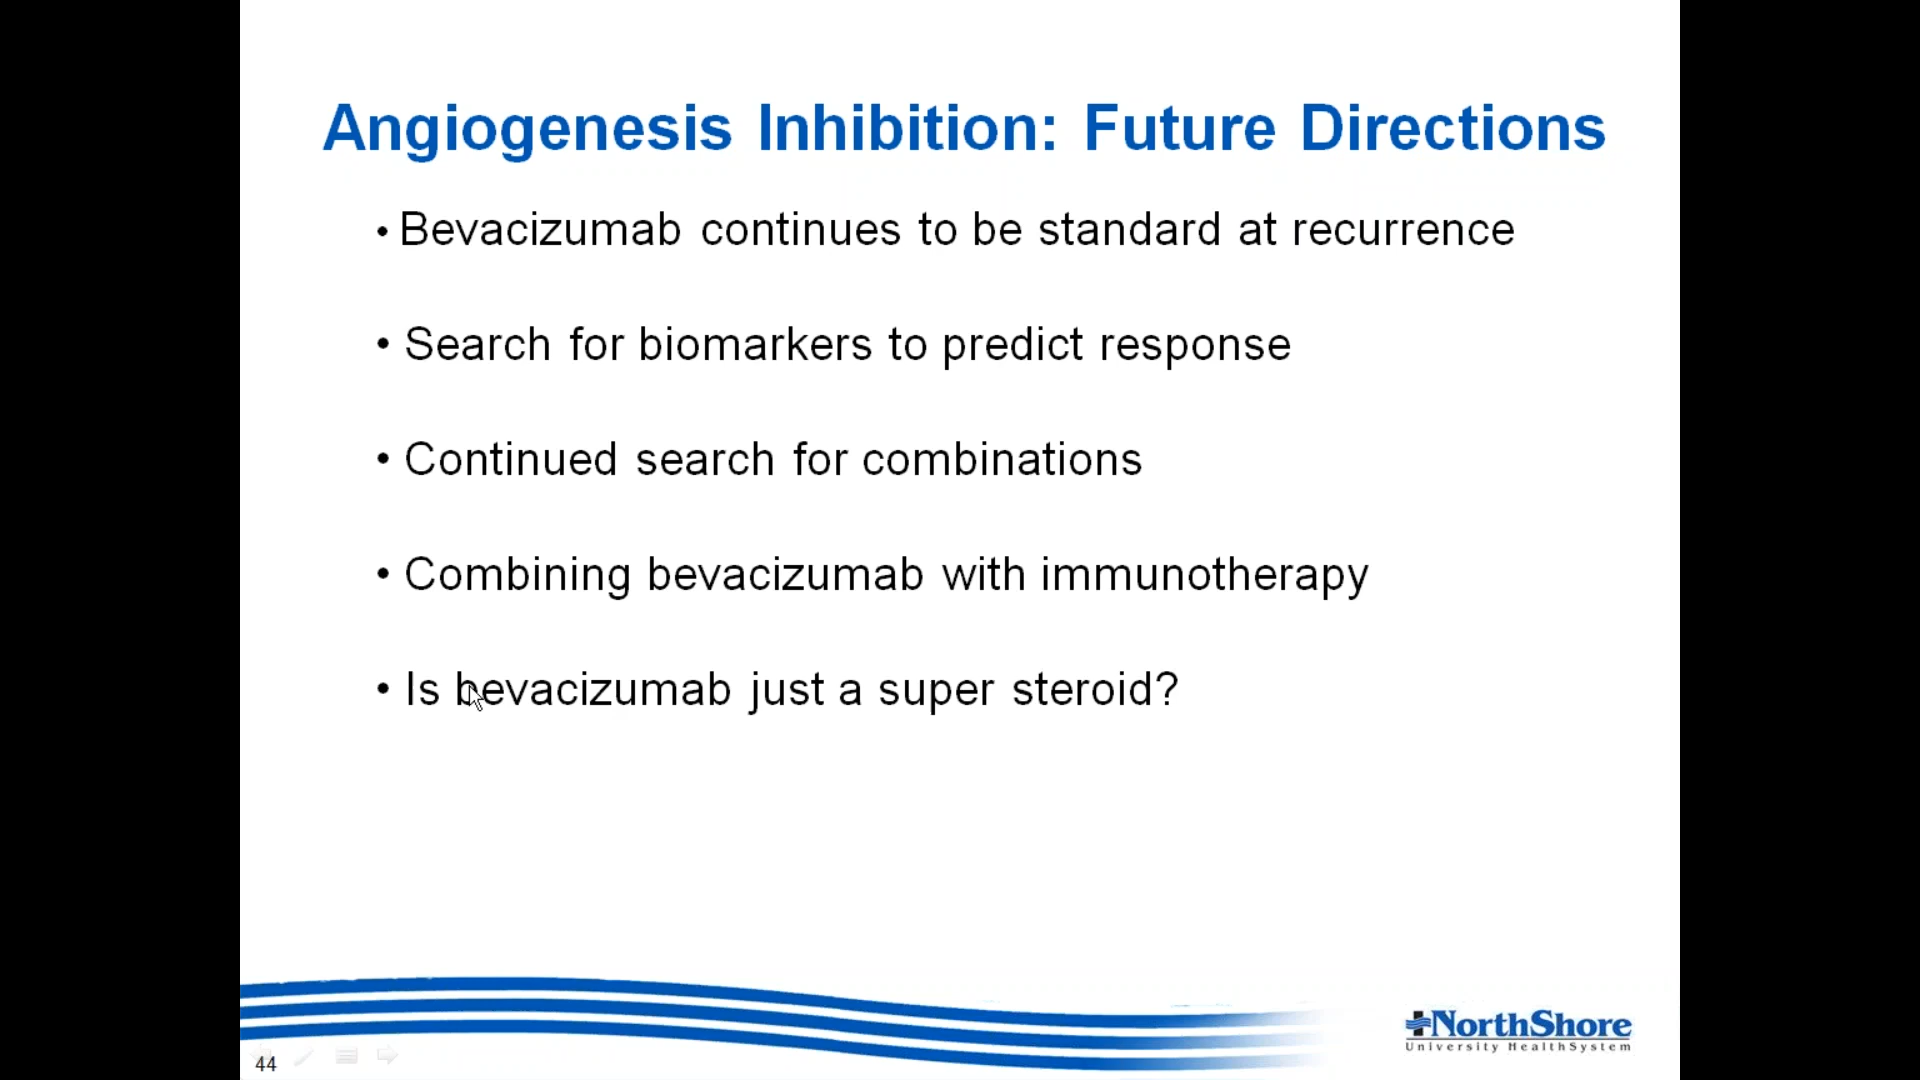 Angiogenesis Inhibition: Future Directions
• Bevacizumab continues to be standard at recurrence
• Search for biomarkers to predict response
• Continued search for combinations
• Combining bevacizumab with immunotherapy
• Is bevacizumab just a super steroid?
NorthShore
University HealthSystem
44